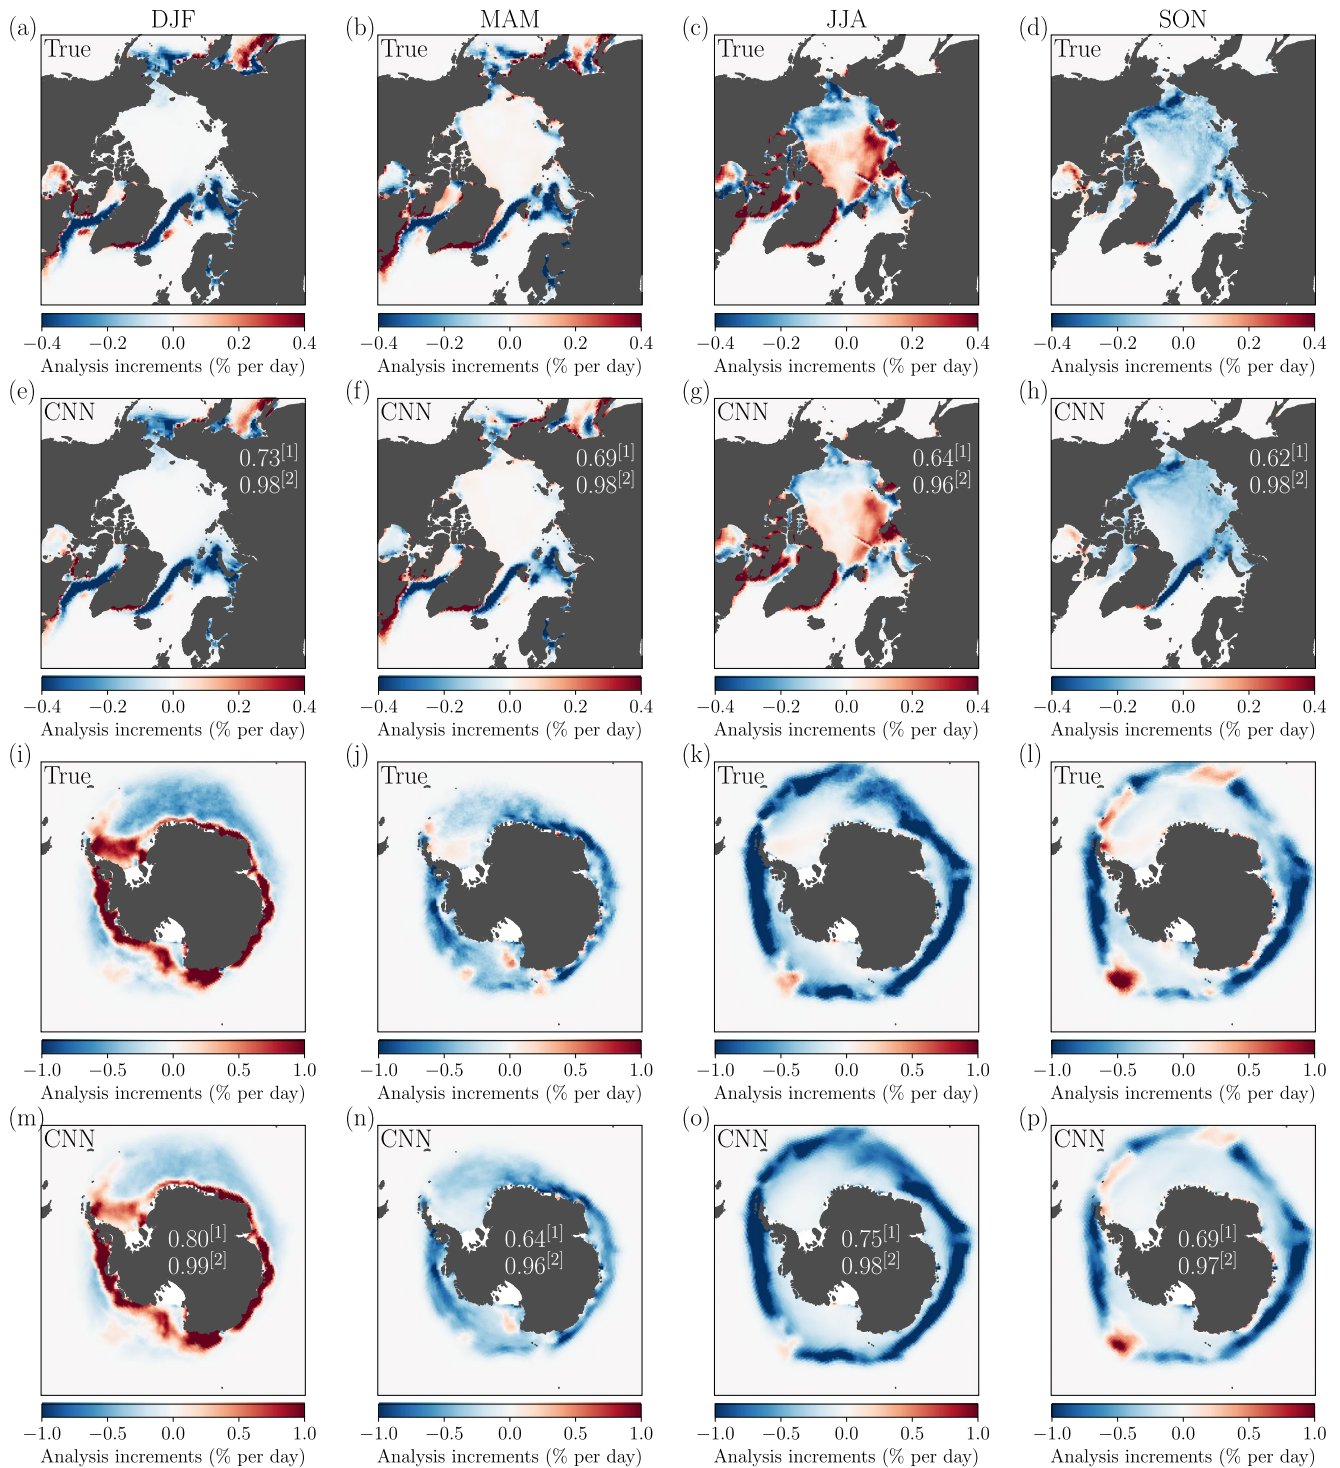 DJF MAM JJA SON
(a) (b) (c) (d)
True True True True
−0.4 −0.2 0.0 0.2 0.4 −0.4 −0.2 0.0 0.2 0.4 −0.4 −0.2 0.0 0.2 0.4 −0.4 −0.2 0.0 0.2 0.4
Analysis increments (% per day) Analysis increments (% per day) Analysis increments (% per day) Analysis increments (% per day)
(e) (f) (g) (h)
CNN CNN CNN CNN
0.73[1] 0.69[1] 0.64[1] 0.62[1]
0.98[2] 0.98[2] 0.96[2] 0.98[2]
−0.4 −0.2 0.0 0.2 0.4 −0.4 −0.2 0.0 0.2 0.4 −0.4 −0.2 0.0 0.2 0.4 −0.4 −0.2 0.0 0.2 0.4
Analysis increments (% per day) Analysis increments (% per day) Analysis increments (% per day) Analysis increments (% per day)
(i) (j) (k) (l)
True True True True
−1.0 −0.5 0.0 0.5 1.0 −1.0 −0.5 0.0 0.5 1.0 −1.0 −0.5 0.0 0.5 1.0 −1.0 −0.5 0.0 0.5 1.0
Analysis increments (% per day) Analysis increments (% per day) Analysis increments (% per day) Analysis increments (% per day)
(m) (n) (o) (p)
CNN CNN CNN CNN
0.80[1] 0.64[1] 0.75[1] 0.69[1]
0.99[2] 0.96[2] 0.98[2] 0.97[2]
−1.0 −0.5 0.0 0.5 1.0 −1.0 −0.5 0.0 0.5 1.0 −1.0 −0.5 0.0 0.5 1.0 −1.0 −0.5 0.0 0.5 1.0
Analysis increments (% per day) Analysis increments (% per day) Analysis increments (% per day) Analysis increments (% per day)